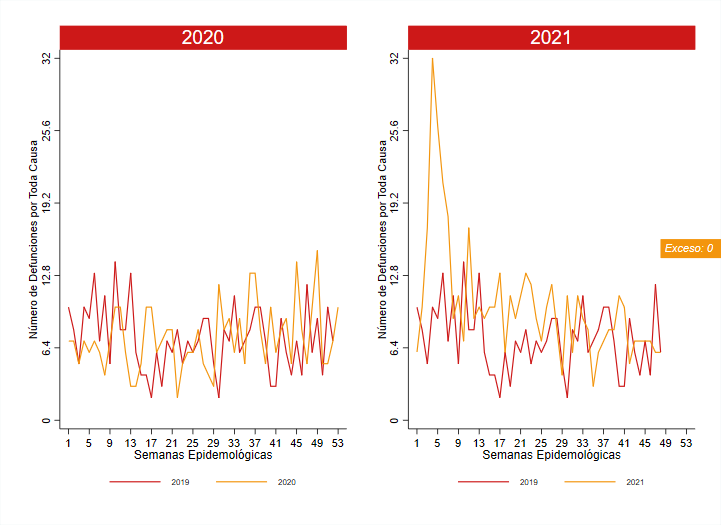 2020
2021
Número de Defunciones por Toda Causa
32
25.6
19.2
12.8
6.4
0
1 5 9 13 17 21 25 29 33 37 41 45 49 53
Semanas Epidemológicas
2019 2020
Número de Defunciones por Toda Causa
32
25.6
19.2
12.8
6.4
0
Exceso: 0
1 5 9 13 17 21 25 29 33 37 41 45 49 53
Semanas Epidemológicas
2019 2021